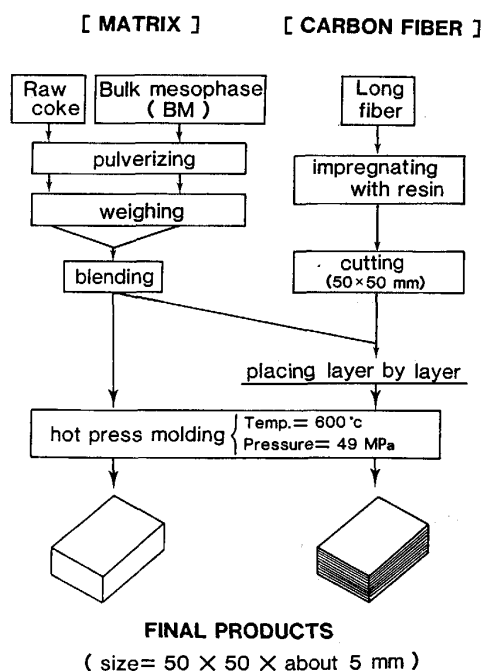 [ MATRIX ] [ CARBON FIBER ]
Raw coke
Bulk mesophase
( BM )
Long fiber
pulverizing
impregnating
with resin
weighing
cutting
(50×50 mm)
blending
placing layer by layer
hot press molding { Temp.= 600°c
Pressure= 49 MPa
FINAL PRODUCTS
( size= 50 × 50 × about 5 mm )